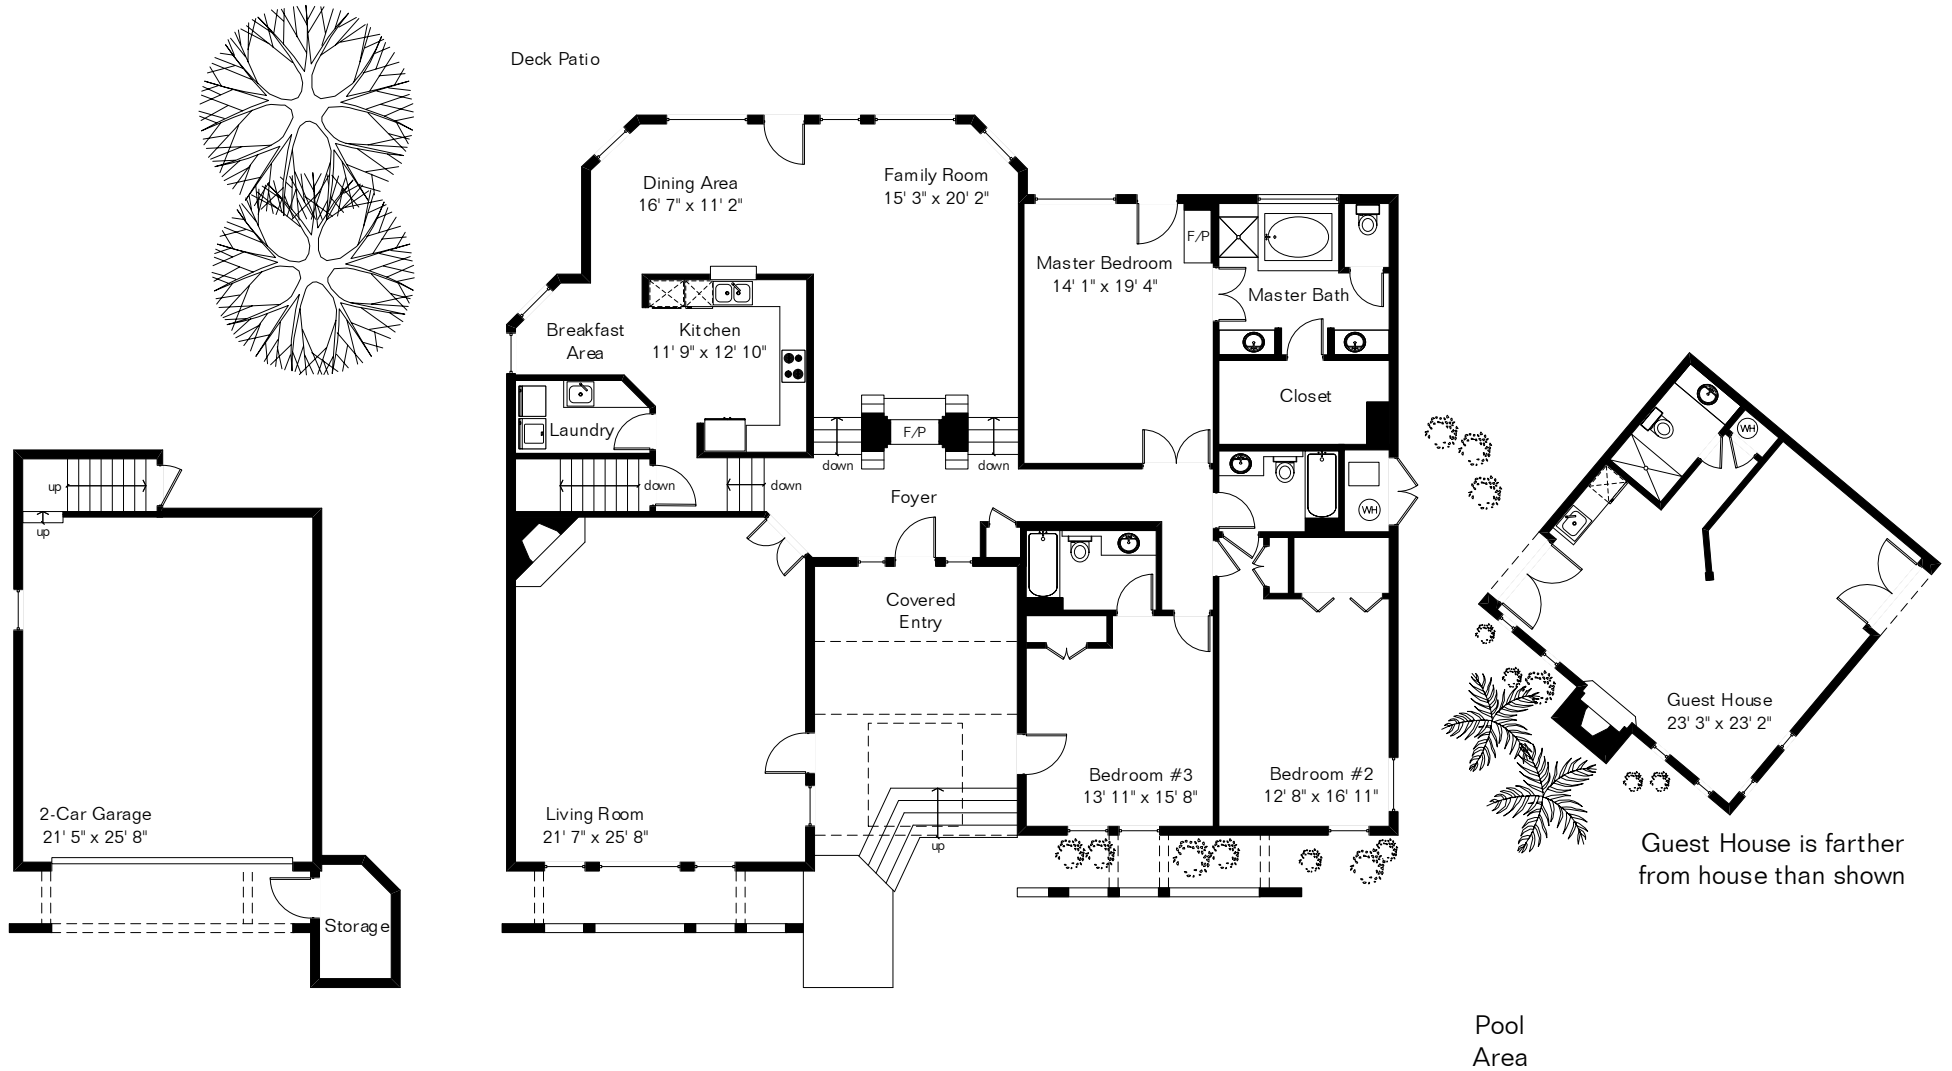 Deck Patio
Dining Area
16' 7" x 11' 2"
Family Room
15' 3" x 20' 2"
F/P
Master Bedroom
14' 1" x 19' 4"
Master Bath
Breakfast
Area
Kitchen
11' 9" x 12' 10"
Closet
Laundry
F/P
down
down
WH
up
down
down
Foyer
WH
up
Covered
Entry
Guest House
23' 3" x 23' 2"
Bedroom #3
13' 11" x 15' 8"
Bedroom #2
12' 8" x 16' 11"
2-Car Garage
21' 5" x 25' 8"
Living Room
21' 7" x 25' 8"
up
Guest House is farther
from house than shown
Storage
Pool
Area